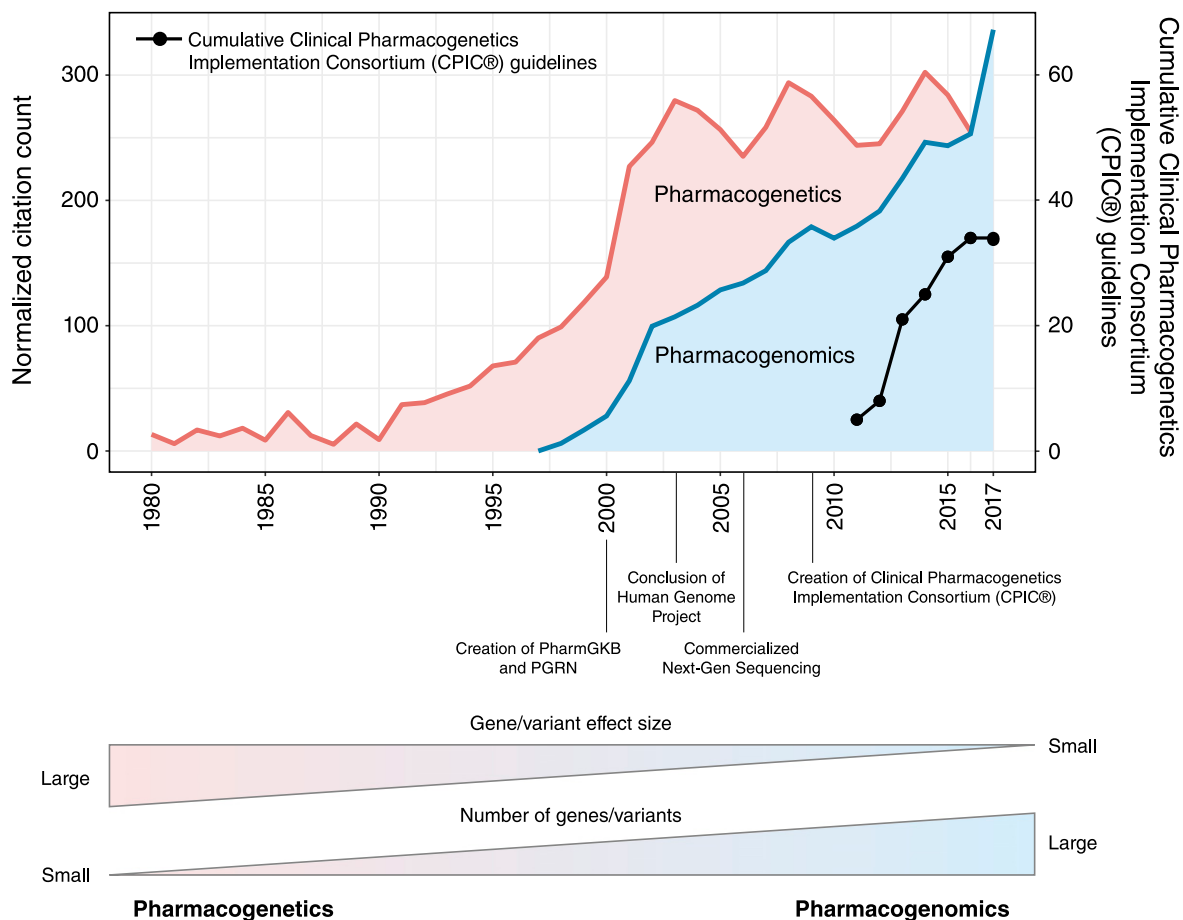 Cumulative Clinical Pharmacogenetics
Implementation Consortium (CPIC®) guidelines
Normalized citation count
300
200
100
0
60
40
20
0
Cumulative Clinical Pharmacogenetics
Implementation Consortium
(CPIC®) guidelines
Pharmacogenetics
Pharmacogenomics
1980
1985
1990
1995
2000
2005
2010
2015
2017
Conclusion of
Human Genome
Project
Creation of Clinical Pharmacogenetics
Implementation Consortium (CPIC®)
Creation of PharmGKB
and PGRN
Commercialized
Next-Gen Sequencing
Gene/variant effect size
Large
Small
Number of genes/variants
Small
Large
Pharmacogenetics
Pharmacogenomics